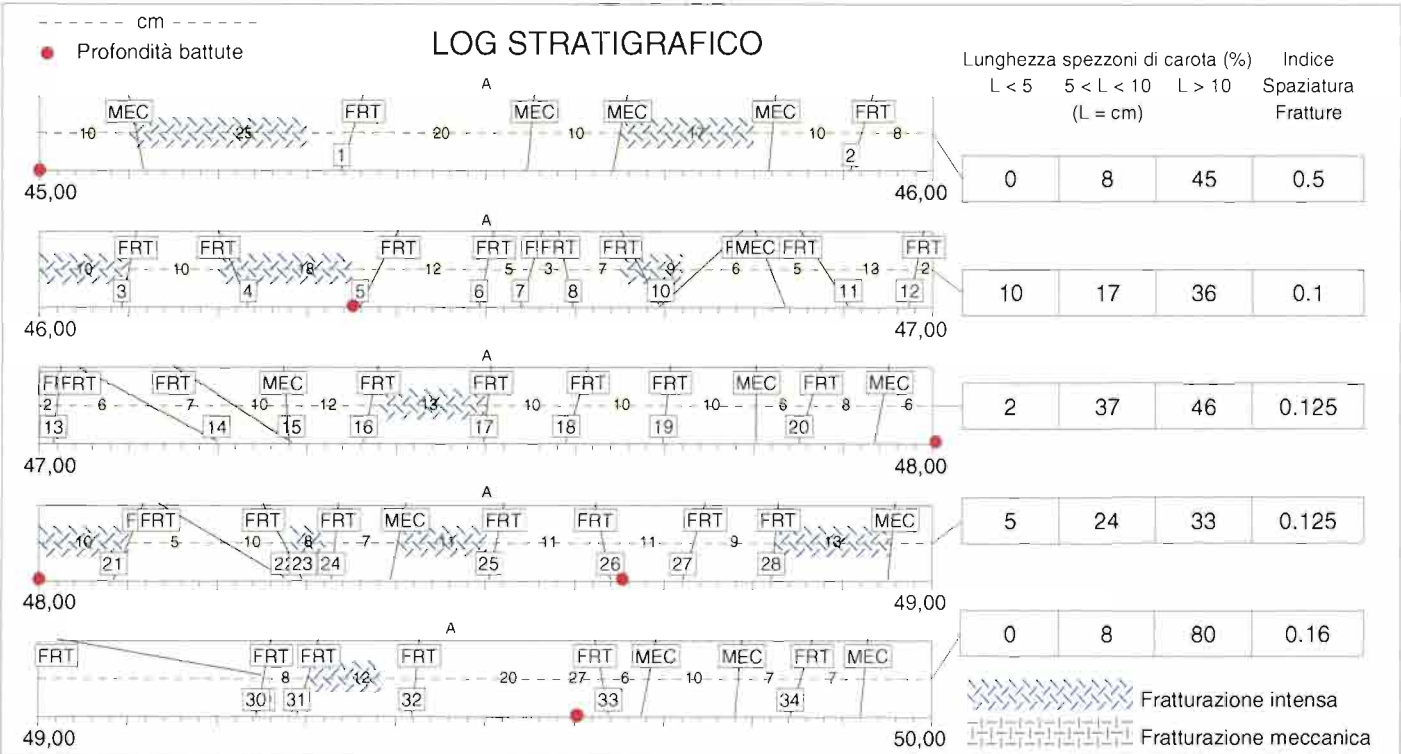 cm
Profondità battute
LOG STRATIGRAFICO
Lunghezza spezzoni di carota (%) Indice
L < 5 5 < L < 10 L > 10 Spaziatura
(L = cm) Fratture
A
MEC FRT MEC MEC MEC FRT
10 25 20 10 17 10 8
1 2
45,00 46,00
0 8 45 0.5
A
FRT FRT FRT FRT FRT FRT MEC FRT FRT
10 10 18 12 5 3 7 9 6 5 13 2
3 4 5 6 7 8 10 11 12
46,00 47,00
10 17 36 0.1
A
FRT FRT MEC FRT FRT FRT FRT MEC FRT MEC
2 6 7 10 12 13 10 10 10 6 8 6
13 14 15 16 17 18 19 20
47,00 48,00
2 37 46 0.125
A
FRT FRT FRT MEC FRT FRT FRT FRT MEC
10 5 10 8 7 11 11 11 9 13
21 22 23 24 25 26 27 28
48,00 49,00
5 24 33 0.125
A
FRT FRT FRT FRT FRT MEC MEC FRT MEC
8 12 20 27 6 10 7 7
30 31 32 33 34
49,00 50,00
0 8 80 0.16
Fratturazione intensa
Fratturazione meccanica